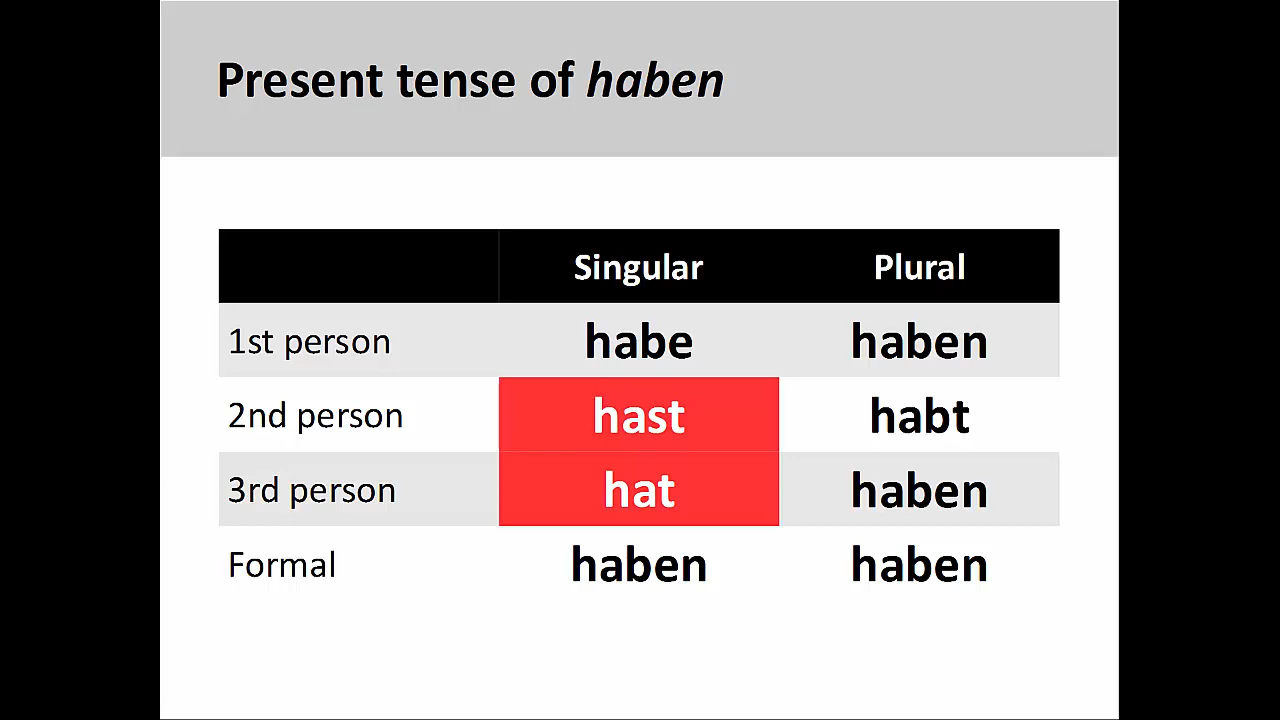 Present tense of haben
Singular Plural
1st person habe haben
2nd person hast habt
3rd person hat haben
Formal haben haben